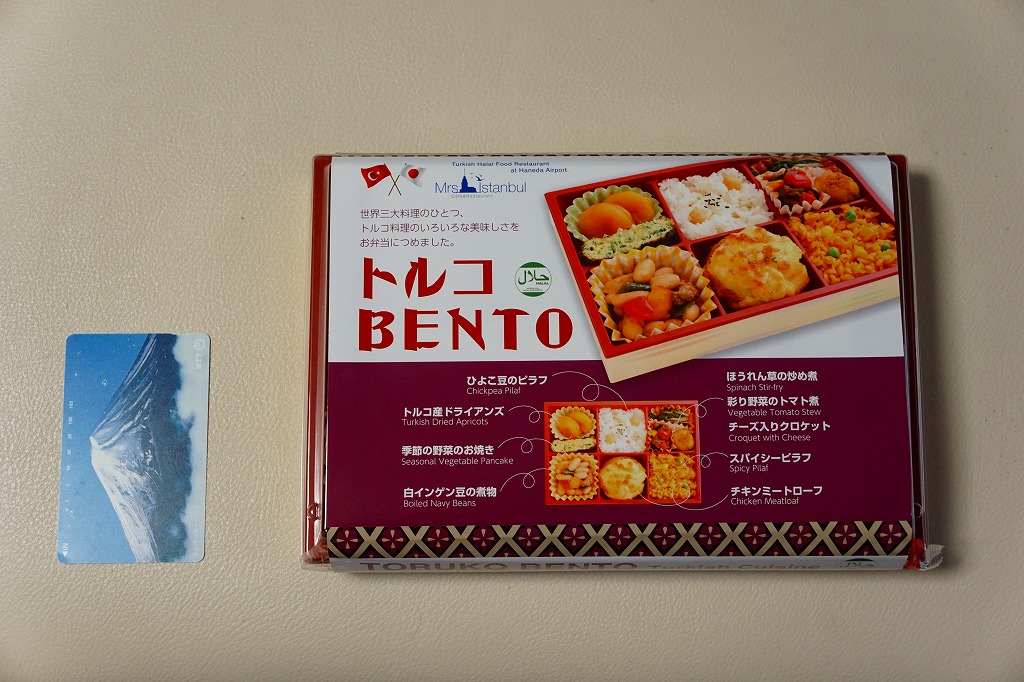 Turkish Halal Food Restaurant
at Haneda Airport
Mrs Istanbul
Cafe&Restaurant
世界三大料理のひとつ、
トルコ料理のいろいろな美味しさを
お弁当につめました。
トルコ
BENTO
حلال
HALAL
ひよこ豆のピラフ
Chickpea Pilaf
トルコ産ドライアンズ
Turkish Dried Apricots
季節の野菜のお焼き
Seasonal Vegetable Pancake
白インゲン豆の煮物
Boiled Navy Beans
ほうれん草の炒め煮
Spinach Stir-fry
彩り野菜のトマト煮
Vegetable Tomato Stew
チーズ入りクロケット
Croquet with Cheese
スパイシーピラフ
Spicy Pilaf
チキンミートローフ
Chicken Meatloaf
TORUKO BENTO Turkish Cuisine